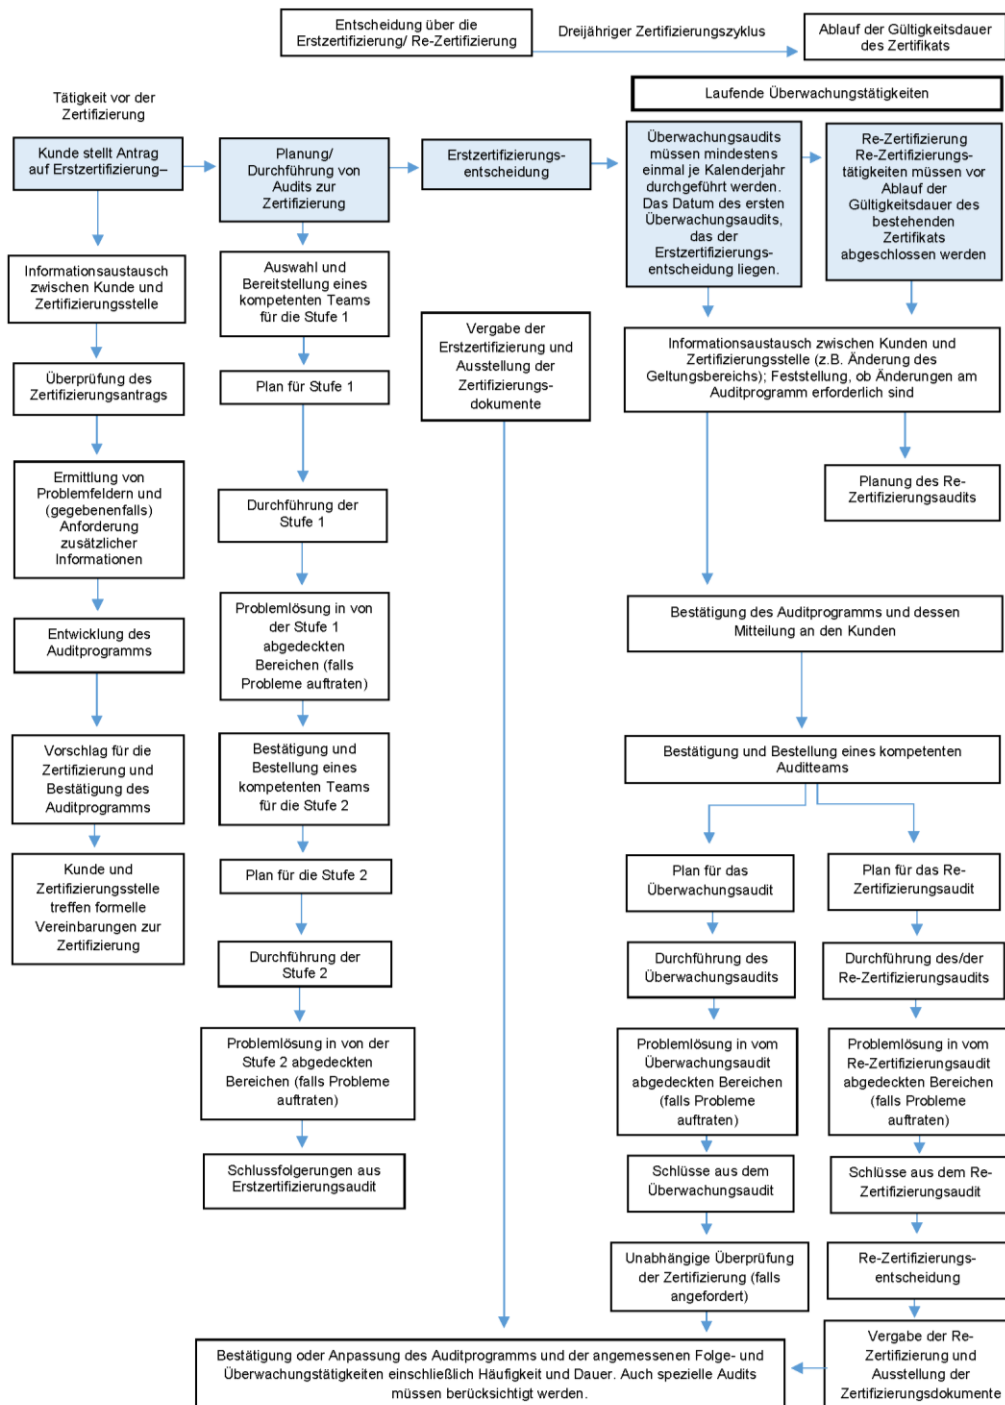 Entscheidung über die
Erstzertifizierung/ Re-Zertifizierung
Dreijähriger Zertifizierungszyklus
Ablauf der Gültigkeitsdauer
des Zertifikats
Laufende Überwachungstätigkeiten
Tätigkeit vor der
Zertifizierung
Kunde stellt Antrag
auf Erstzertifizierung–
Informationsaustausch
zwischen Kunde und
Zertifizierungsstelle
Überprüfung des
Zertifizierungsantrags
Ermittlung von
Problemfeldern und
(gegebenenfalls)
Anforderung
zusätzlicher
Informationen
Entwicklung des
Auditprogramms
Vorschlag für die
Zertifizierung und
Bestätigung des
Auditprogramms
Kunde und
Zertifizierungsstelle
treffen formelle
Vereinbarungen zur
Zertifizierung
Planung/
Durchführung von
Audits zur
Zertifizierung
Auswahl und
Bereitstellung eines
kompetenten Teams
für die Stufe 1
Plan für Stufe 1
Durchführung der
Stufe 1
Problemlösung in von
der Stufe 1
abgedeckten
Bereichen (falls
Probleme auftraten)
Bestätigung und
Bestellung eines
kompetenten Teams
für die Stufe 2
Plan für die Stufe 2
Durchführung der
Stufe 2
Problemlösung in von der
Stufe 2 abgedeckten
Bereichen (falls Probleme
auftraten)
Schlussfolgerungen aus
Erstzertifizierungsaudit
Erstzertifizierungs-
entscheidung
Vergabe der
Erstzertifizierung und
Ausstellung der
Zertifizierungs-
dokumente
Überwachungsaudits
müssen mindestens
einmal je Kalenderjahr
durchgeführt werden.
Das Datum des ersten
Überwachungsaudits,
das der
Erstzertifizierungs-
entscheidung liegen.
Re-Zertifizierung
Re-Zertifizierungs-
tätigkeiten müssen vor
Ablauf der
Gültigkeitsdauer des
bestehenden
Zertifikats
abgeschlossen werden
Informationsaustausch zwischen Kunden und
Zertifizierungsstelle (z.B. Änderung des
Geltungsbereichs); Feststellung, ob Änderungen am
Auditprogramm erforderlich sind
Planung des Re-
Zertifizierungsaudits
Bestätigung des Auditprogramms und dessen
Mitteilung an den Kunden
Bestätigung und Bestellung eines kompetenten
Auditteams
Plan für das
Überwachungsaudit
Durchführung des
Überwachungsaudits
Problemlösung in vom
Überwachungsaudit
abgedeckten Bereichen
(falls Probleme
auftraten)
Schlüsse aus dem
Überwachungsaudit
Unabhängige Überprüfung
der Zertifizierung (falls
angefordert)
Plan für das Re-
Zertifizierungsaudit
Durchführung des/der
Re-Zertifizierungsaudits
Problemlösung in vom
Re-Zertifizierungsaudit
abgedeckten Bereichen
(falls Probleme
auftraten)
Schlüsse aus dem Re-
Zertifizierungsaudit
Re-Zertifizierungs-
entscheidung
Vergabe der Re-
Zertifizierung und
Ausstellung der
Zertifizierungsdokumente
Bestätigung oder Anpassung des Auditprogramms und der angemessenen Folge- und
Überwachungstätigkeiten einschließlich Häufigkeit und Dauer. Auch spezielle Audits
müssen berücksichtigt werden.